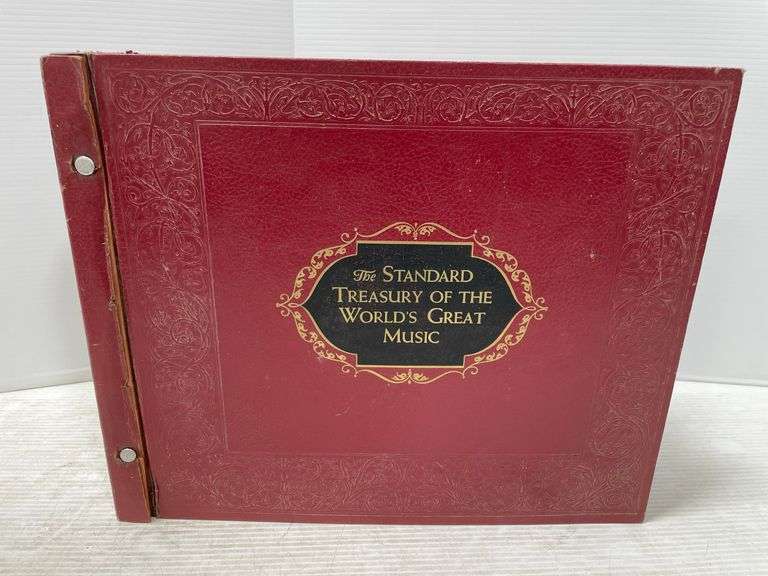 The STANDARD
TREASURY OF THE
WORLD'S GREAT
MUSIC